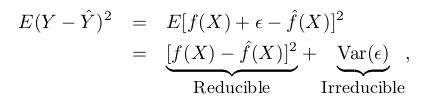 E(Y − Ŷ)² = E[f(X) + ϵ − f̂(X)]²
= [f(X) − f̂(X)]² + Var(ϵ) ,
Reducible Irreducible